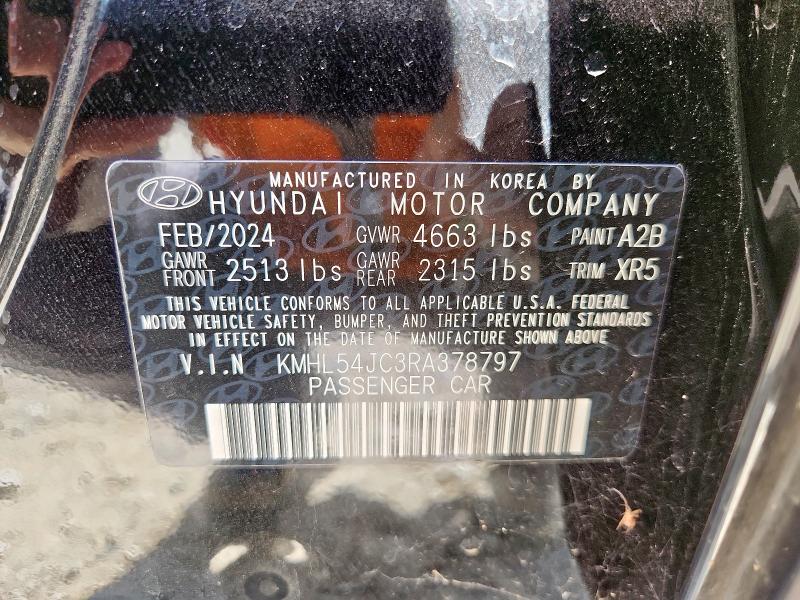 MANUFACTURED IN KOREA BY
HYUNDAI MOTOR COMPANY
FEB/2024 GVWR 4663 lbs PAINT A2B
GAWR FRONT 2513 lbs GAWR REAR 2315 lbs TRIM XR5
THIS VEHICLE CONFORMS TO ALL APPLICABLE U.S.A. FEDERAL
MOTOR VEHICLE SAFETY, BUMPER, AND THEFT PREVENTION STANDARDS
IN EFFECT ON THE DATE OF MANUFACTURE SHOWN ABOVE
V.I.N KMHL54JC3RA378797
PASSENGER CAR